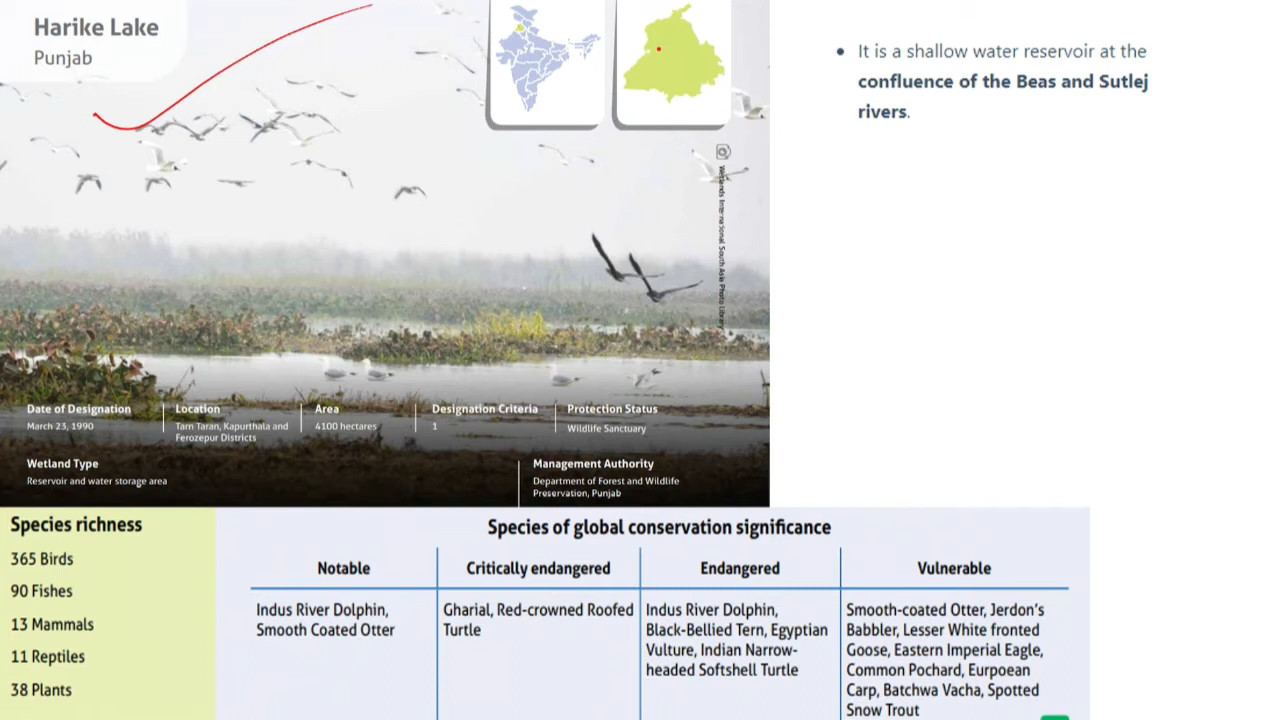 Harike Lake
Punjab
It is a shallow water reservoir at the
confluence of the Beas and Sutlej
rivers.
Wetlands International South Asia Photo Library
Date of Designation
March 23, 1990
Location
Tarn Taran, Kapurthala and
Ferozepur Districts
Area
4100 hectares
Designation Criteria
1
Protection Status
Wildlife Sanctuary
Wetland Type
Reservoir and water storage area
Management Authority
Department of Forest and Wildlife
Preservation, Punjab
Species richness
365 Birds
90 Fishes
13 Mammals
11 Reptiles
38 Plants
Species of global conservation significance
Notable
Indus River Dolphin,
Smooth Coated Otter
Critically endangered
Gharial, Red-crowned Roofed
Turtle
Endangered
Indus River Dolphin,
Black-Bellied Tern, Egyptian
Vulture, Indian Narrow-
headed Softshell Turtle
Vulnerable
Smooth-coated Otter, Jerdon's
Babbler, Lesser White fronted
Goose, Eastern Imperial Eagle,
Common Pochard, Eurpoean
Carp, Batchwa Vacha, Spotted
Snow Trout